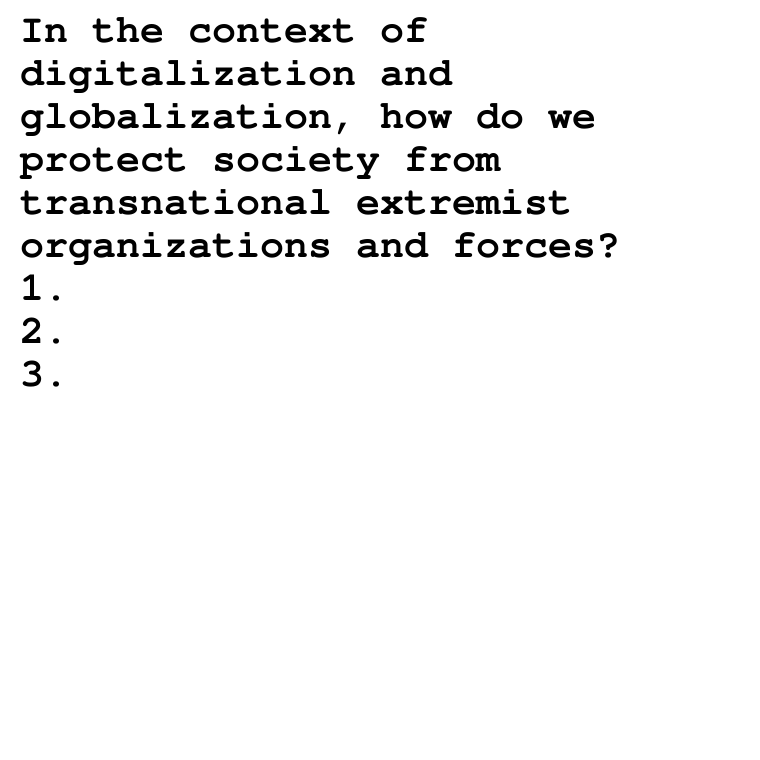 In the context of
digitalization and
globalization, how do we
protect society from
transnational extremist
organizations and forces?
1.
2.
3.